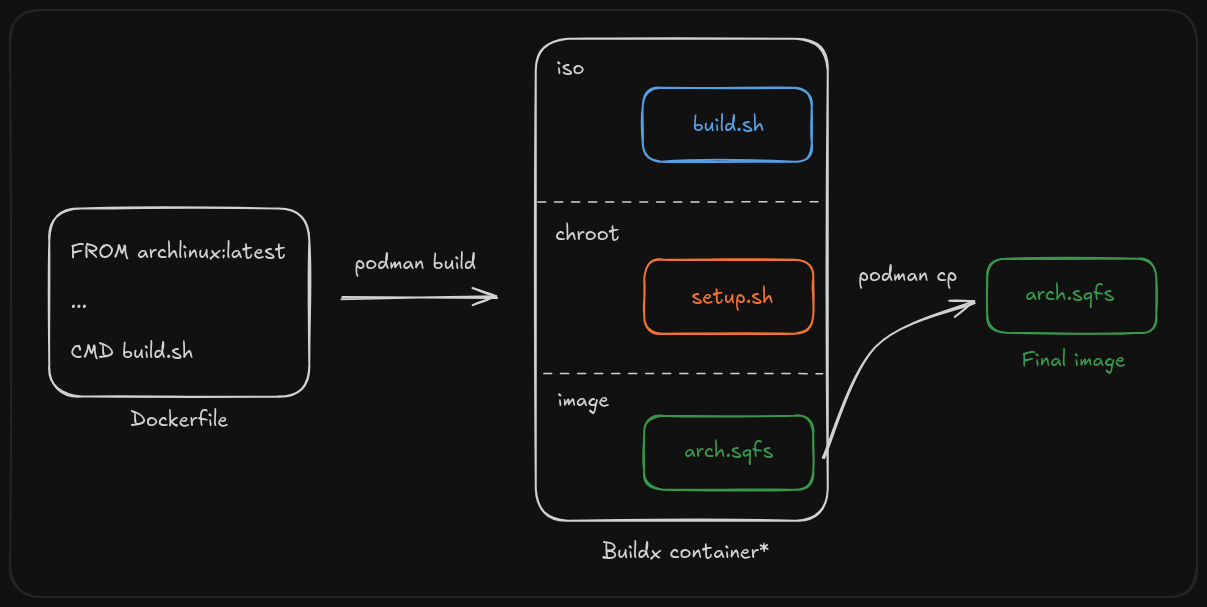 FROM archlinux:latest
...
CMD build.sh
Dockerfile
podman build
iso
build.sh
chroot
setup.sh
image
arch.sqfs
Buildx container*
podman cp
arch.sqfs
Final image